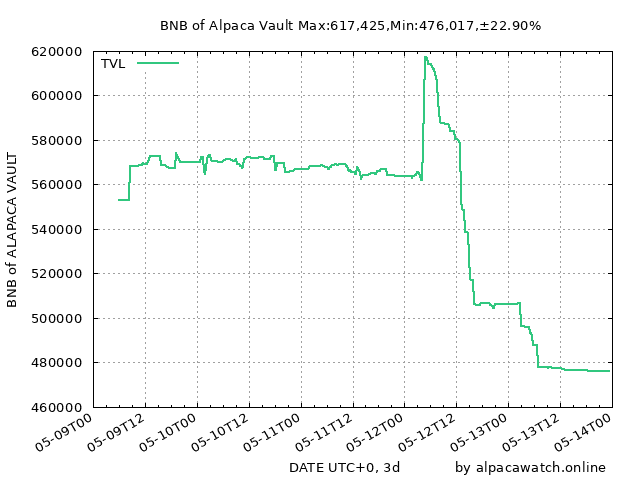 BNB of Alpaca Vault Max:617,425,Min:476,017,±22.90%
620000
TVL
600000
580000
560000
540000
520000
500000
480000
460000
BNB of ALAPACA VAULT
05-09T00
05-09T12
05-10T00
05-10T12
05-11T00
05-11T12
05-12T00
05-12T12
05-13T00
05-13T12
05-14T00
DATE UTC+0, 3d
by alpacawatch.online